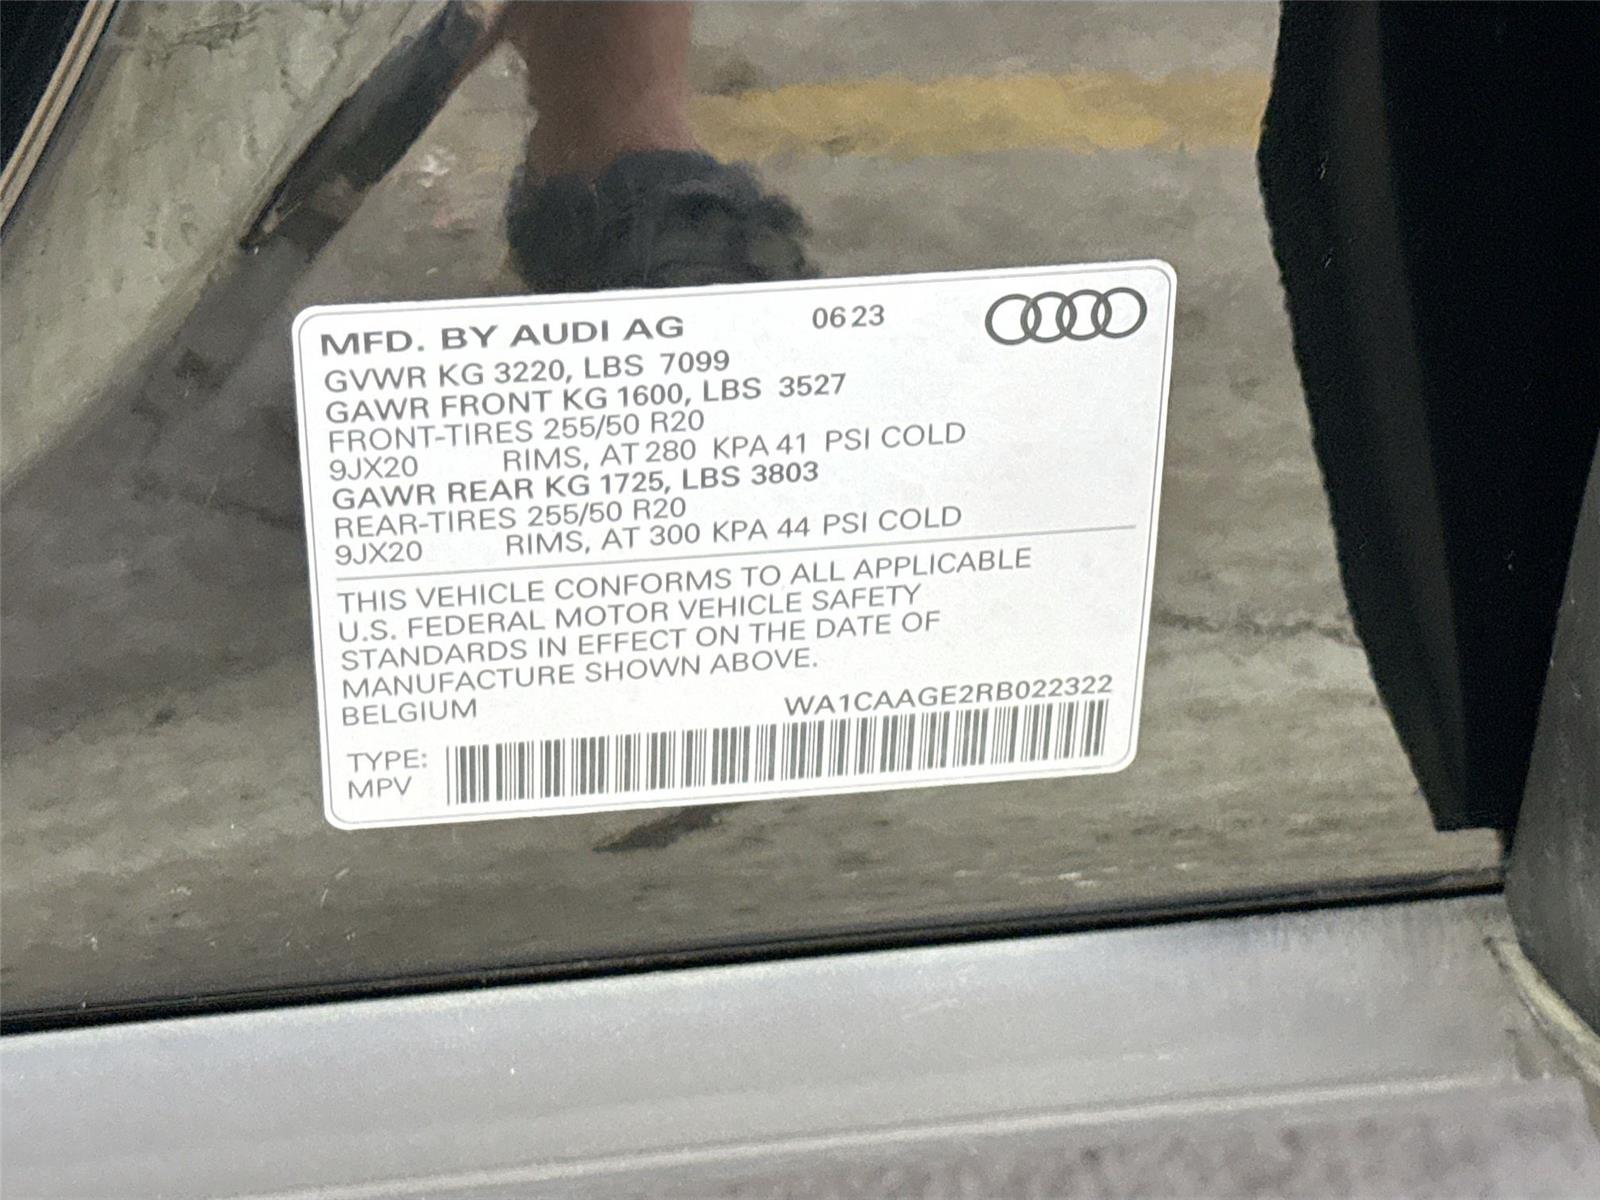 MFD. BY AUDI AG 0623
GVWR KG 3220, LBS 7099
GAWR FRONT KG 1600, LBS 3527
FRONT-TIRES 255/50 R20
9JX20 RIMS, AT 280 KPA 41 PSI COLD
GAWR REAR KG 1725, LBS 3803
REAR-TIRES 255/50 R20
9JX20 RIMS, AT 300 KPA 44 PSI COLD
THIS VEHICLE CONFORMS TO ALL APPLICABLE
U.S. FEDERAL MOTOR VEHICLE SAFETY
STANDARDS IN EFFECT ON THE DATE OF
MANUFACTURE SHOWN ABOVE.
BELGIUM WA1CAAGE2RB022322
TYPE:
MPV